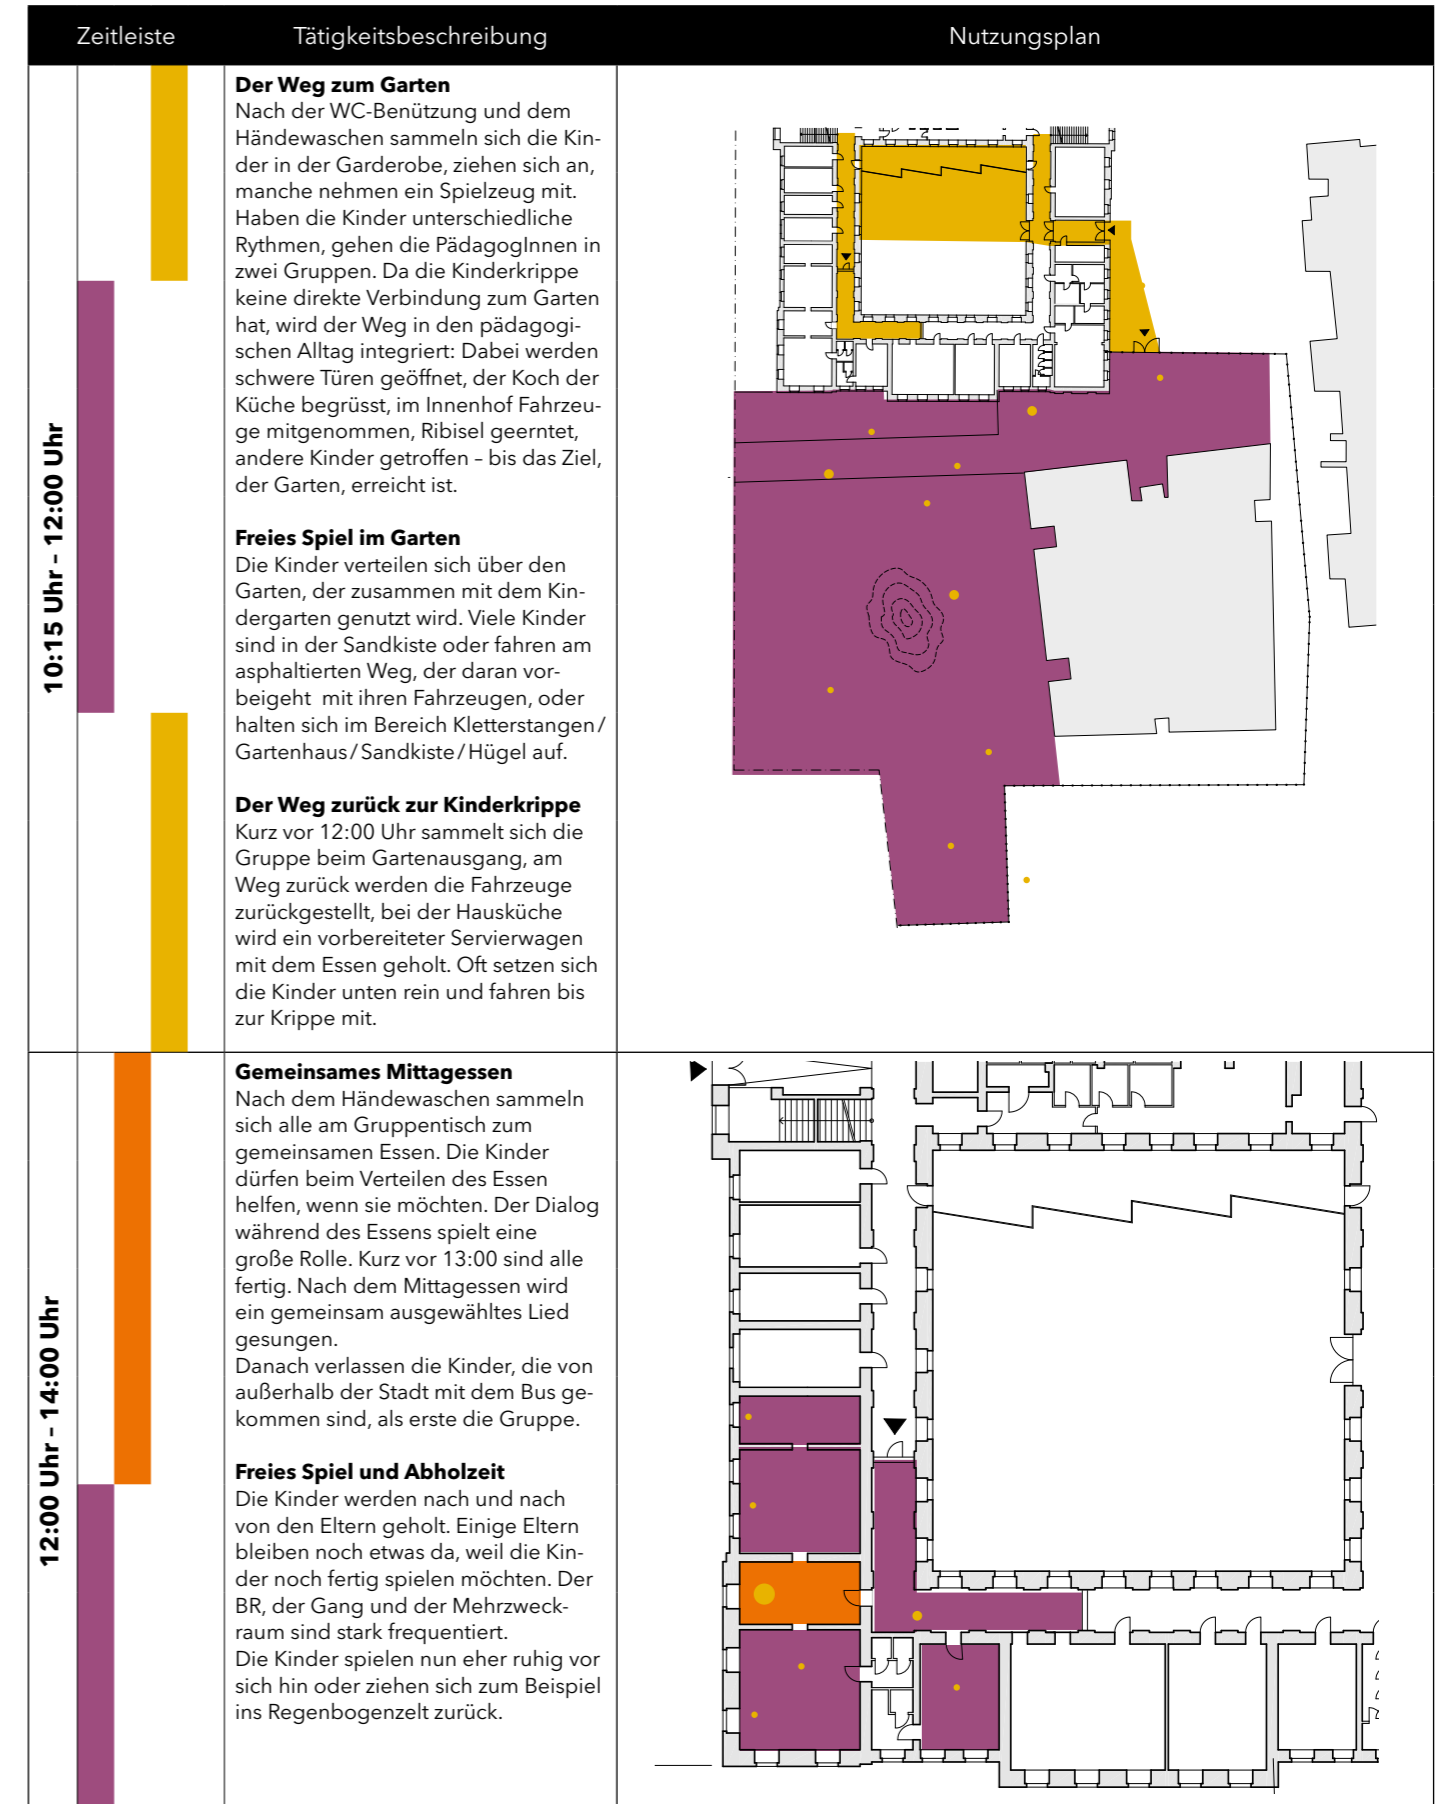 Zeitleiste Tätigkeitsbeschreibung Nutzungsplan
10:15 Uhr – 12:00 Uhr
Der Weg zum Garten
Nach der WC-Benützung und dem
Händewaschen sammeln sich die Kin-
der in der Garderobe, ziehen sich an,
manche nehmen ein Spielzeug mit.
Haben die Kinder unterschiedliche
Rythmen, gehen die PädagogInnen in
zwei Gruppen. Da die Kinderkrippe
keine direkte Verbindung zum Garten
hat, wird der Weg in den pädagogi-
schen Alltag integriert: Dabei werden
schwere Türen geöffnet, der Koch der
Küche begrüsst, im Innenhof Fahrzeu-
ge mitgenommen, Ribisel geerntet,
andere Kinder getroffen – bis das Ziel,
der Garten, erreicht ist.
Freies Spiel im Garten
Die Kinder verteilen sich über den
Garten, der zusammen mit dem Kin-
dergarten genutzt wird. Viele Kinder
sind in der Sandkiste oder fahren am
asphaltierten Weg, der daran vor-
beigeht mit ihren Fahrzeugen, oder
halten sich im Bereich Kletterstangen/
Gartenhaus/Sandkiste/Hügel auf.
Der Weg zurück zur Kinderkrippe
Kurz vor 12:00 Uhr sammelt sich die
Gruppe beim Gartenausgang, am
Weg zurück werden die Fahrzeuge
zurückgestellt, bei der Hausküche
wird ein vorbereiteter Servierwagen
mit dem Essen geholt. Oft setzen sich
die Kinder unten rein und fahren bis
zur Krippe mit.
12:00 Uhr – 14:00 Uhr
Gemeinsames Mittagessen
Nach dem Händewaschen sammeln
sich alle am Gruppentisch zum
gemeinsamen Essen. Die Kinder
dürfen beim Verteilen des Essen
helfen, wenn sie möchten. Der Dialog
während des Essens spielt eine
große Rolle. Kurz vor 13:00 sind alle
fertig. Nach dem Mittagessen wird
ein gemeinsam ausgewähltes Lied
gesungen.
Danach verlassen die Kinder, die von
außerhalb der Stadt mit dem Bus ge-
kommen sind, als erste die Gruppe.
Freies Spiel und Abholzeit
Die Kinder werden nach und nach
von den Eltern geholt. Einige Eltern
bleiben noch etwas da, weil die Kin-
der noch fertig spielen möchten. Der
BR, der Gang und der Mehrzweck-
raum sind stark frequentiert.
Die Kinder spielen nun eher ruhig vor
sich hin oder ziehen sich zum Beispiel
ins Regenbogenzelt zurück.